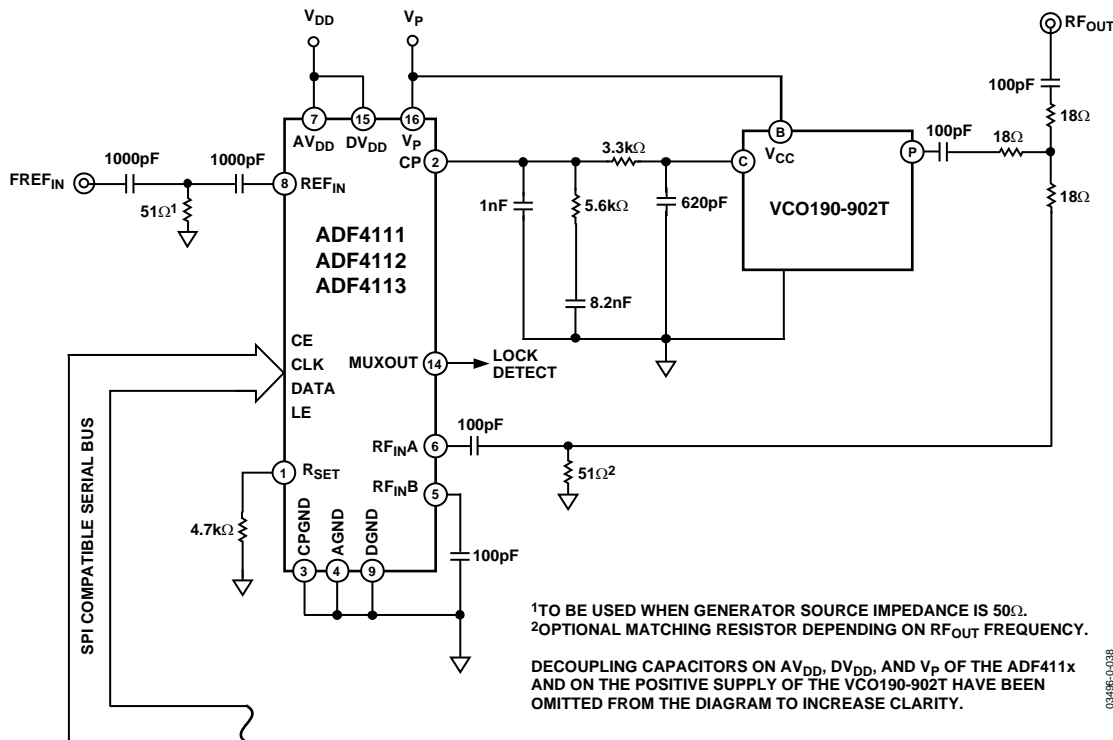 VDD
VP
RFOUT
100pF
18Ω
7
15
16
AVDD
DVDD
VP
CP
2
1000pF
1000pF
FREFIN
8
REFIN
51Ω1
3.3kΩ
1nF
5.6kΩ
620pF
8.2nF
B
VCC
C
P
100pF
18Ω
18Ω
VCO190-902T
ADF4111
ADF4112
ADF4113
CE
CLK
DATA
LE
MUXOUT
14
LOCK
DETECT
SPI COMPATIBLE SERIAL BUS
RFINA
6
100pF
51Ω2
1
RSET
RFINB
5
4.7kΩ
CPGND
AGND
DGND
3
4
9
100pF
1TO BE USED WHEN GENERATOR SOURCE IMPEDANCE IS 50Ω.
2OPTIONAL MATCHING RESISTOR DEPENDING ON RFOUT FREQUENCY.
DECOUPLING CAPACITORS ON AVDD, DVDD, AND VP OF THE ADF411x
AND ON THE POSITIVE SUPPLY OF THE VCO190-902T HAVE BEEN
OMITTED FROM THE DIAGRAM TO INCREASE CLARITY.
03496-0-038